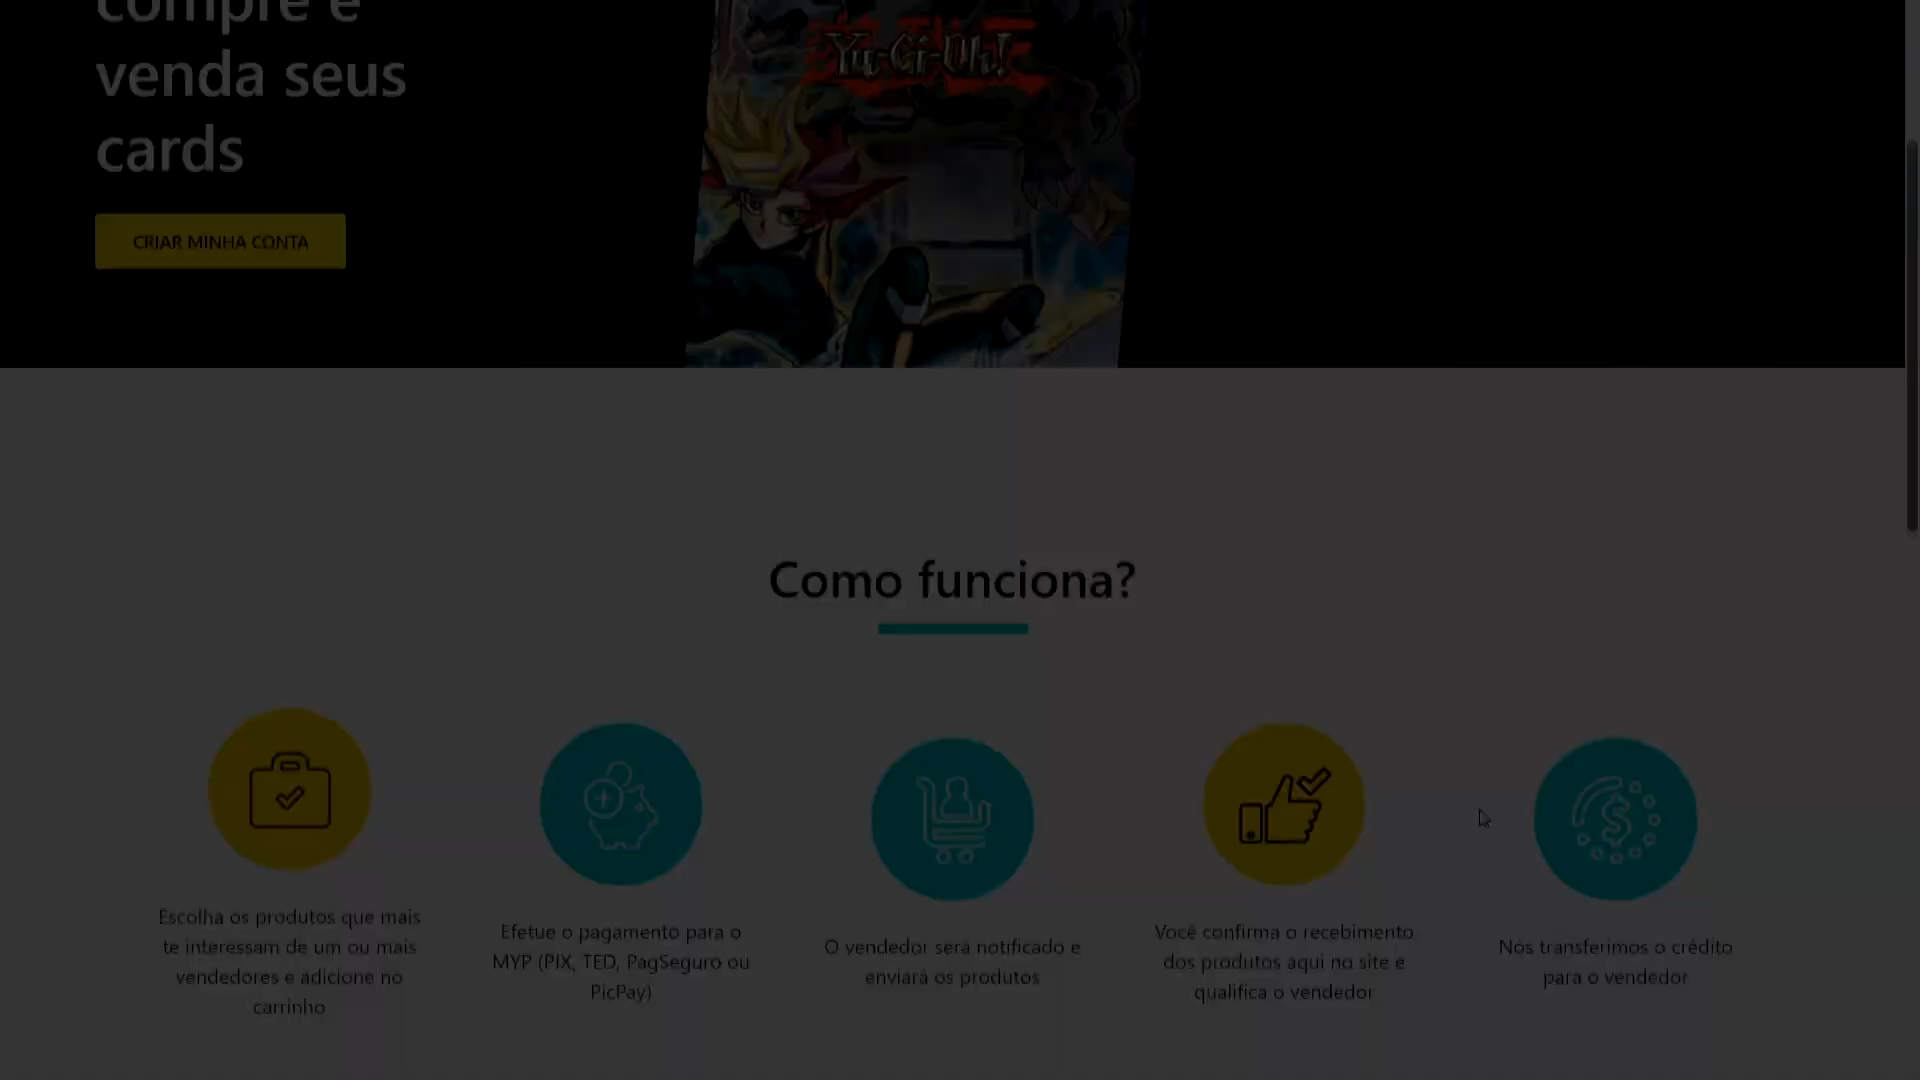 compre e
venda seus
cards
CRIAR MINHA CONTA
Yu-Gi-Oh!
Como funciona?
Escolha os produtos que mais
te interessam de um ou mais
vendedores e adicione no
carrinho
Efetue o pagamento para o
MYP (PIX, TED, PagSeguro ou
PicPay)
O vendedor será notificado e
enviará os produtos
Você confirma o recebimento
dos produtos aqui no site e
qualifica o vendedor
Nós transferimos o crédito
para o vendedor